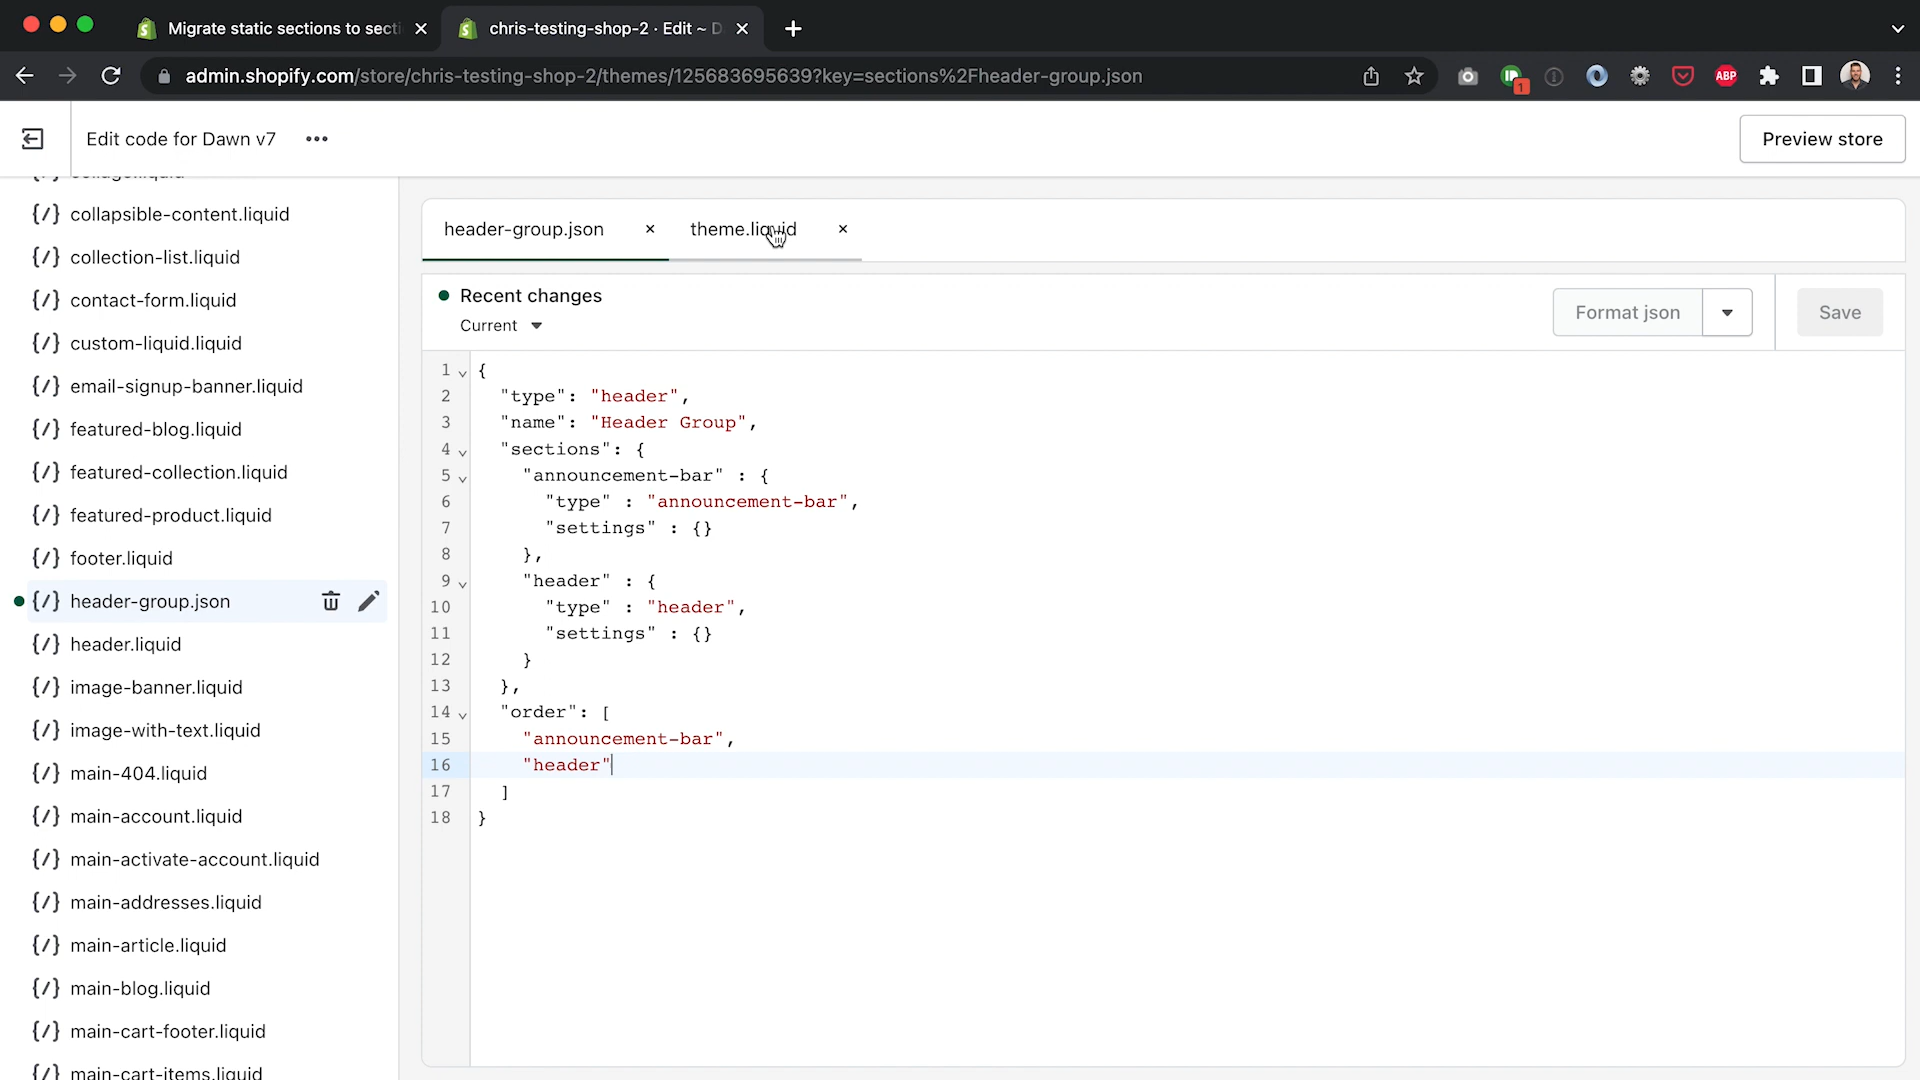 Migrate static sections to secti
chris-testing-shop-2 · Edit ~ D
admin.shopify.com/store/chris-testing-shop-2/themes/125683695639?key=sections%2Fheader-group.json
1
ABP
Edit code for Dawn v7
Preview store
collage.liquid
{/} collapsible-content.liquid
{/} collection-list.liquid
{/} contact-form.liquid
{/} custom-liquid.liquid
{/} email-signup-banner.liquid
{/} featured-blog.liquid
{/} featured-collection.liquid
{/} featured-product.liquid
{/} footer.liquid
{/} header-group.json
{/} header.liquid
{/} image-banner.liquid
{/} image-with-text.liquid
{/} main-404.liquid
{/} main-account.liquid
{/} main-activate-account.liquid
{/} main-addresses.liquid
{/} main-article.liquid
{/} main-blog.liquid
{/} main-cart-footer.liquid
{/} main-cart-items.liquid
header-group.json
theme.liquid
Recent changes
Current
Format json
Save
1 {
2 "type": "header",
3 "name": "Header Group",
4 "sections": {
5 "announcement-bar" : {
6 "type" : "announcement-bar",
7 "settings" : {}
8 },
9 "header" : {
10 "type" : "header",
11 "settings" : {}
12 }
13 },
14 "order": [
15 "announcement-bar",
16 "header"
17 ]
18 }